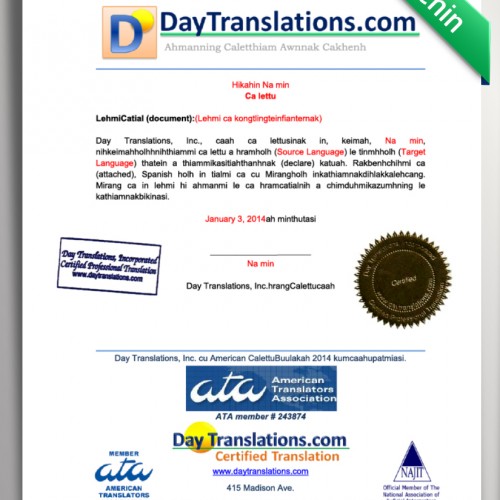 DayTranslations.com
Ahmanning Caletthiam Awnnak Cakhenh
Hikahin Na min
Ca lettu
LehmiCatial (document):(Lehmi ca kongtlingteinfianternak)
Day Translations, Inc., caah ca lettusinak in, keimah, Na min,
nihkeimahholhnihthiammi ca lettu a hramholh (Source Language) le tinmhholh (Target
Language) thatein a thiammikasitiahthanhnak (declare) katuah. Rakbenhchihmi ca
(attached), Spanish holh in tialmi ca cu Mirangholh inkathiamnakdihlakkalehcang.
Mirang ca in lehmi hi ahmanmi le ca hramcatialnih a chimduhmikazumhning le
kathiamnakbikinasi.
January 3, 2014ah minthutasi
Na min
Day Translations, Inc.hrangCalettucaah
Day Translations, Incorporated
Certified Professional Translation
www.daytranslations.com
Certified
Day Translations, Inc. cu American CalettuBuulakah 2014 kumcaahupatmiasi.
ata American
Translators
Association
ATA member # 243874
DayTranslations.com
Certified Translation
www.daytranslations.com
415 Madison Ave.
MEMBER
ata
AMERICAN
TRANSLATORS
NAJIT
Official Member of The
National Association of